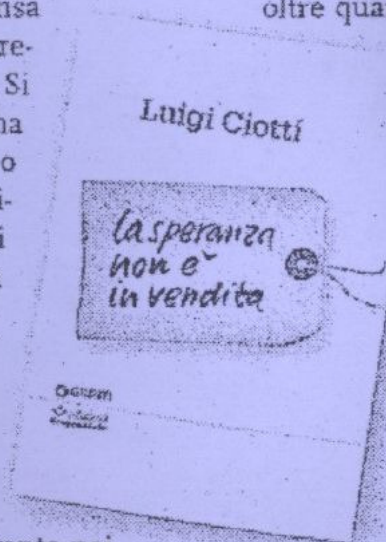 nsa
re-
Si
na
o
i-
i
oltre qua
Luigi Ciotti
la speranza
non è
in vendita